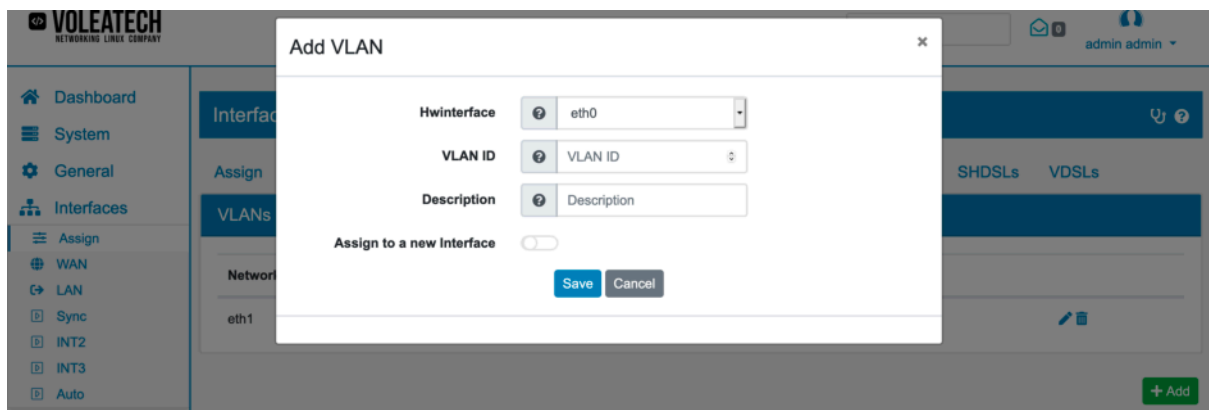 VOLEATECH
NETWORKING LINUX COMPANY
0
admin admin
Dashboard
System
General
Interfaces
Assign
WAN
LAN
Sync
INT2
INT3
Auto
Assign
SHDSLs
VDSLs
VLANs
eth1
+ Add
Add VLAN
×
Hwinterface
eth0
VLAN ID
VLAN ID
Description
Description
Assign to a new Interface
Save
Cancel